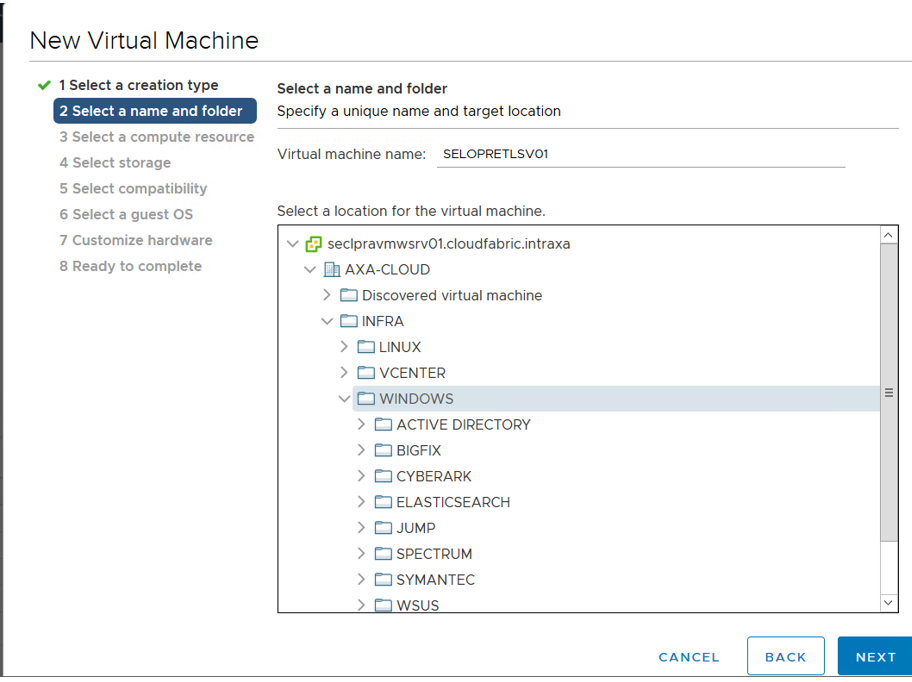 New Virtual Machine
1 Select a creation type
2 Select a name and folder
3 Select a compute resource
4 Select storage
5 Select compatibility
6 Select a guest OS
7 Customize hardware
8 Ready to complete
Select a name and folder
Specify a unique name and target location
Virtual machine name: SELOPRETLSV01
Select a location for the virtual machine.
seclpravmwsrv01.cloudfabric.intraxa
AXA-CLOUD
Discovered virtual machine
INFRA
LINUX
VCENTER
WINDOWS
ACTIVE DIRECTORY
BIGFIX
CYBERARK
ELASTICSEARCH
JUMP
SPECTRUM
SYMANTEC
WSUS
CANCEL BACK NEXT